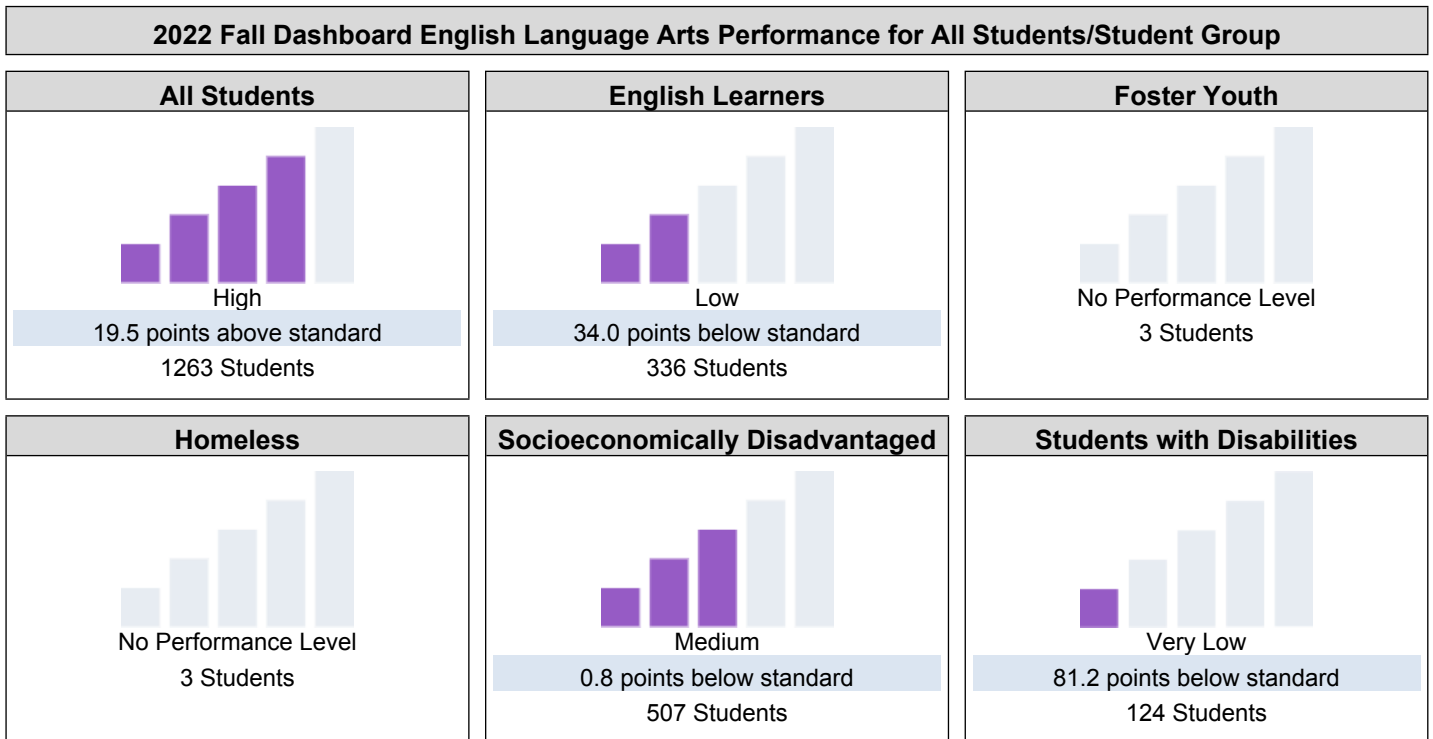 2022 Fall Dashboard English Language Arts Performance for All Students/Student Group
All Students
High
19.5 points above standard
1263 Students
English Learners
Low
34.0 points below standard
336 Students
Foster Youth
No Performance Level
3 Students
Homeless
No Performance Level
3 Students
Socioeconomically Disadvantaged
Medium
0.8 points below standard
507 Students
Students with Disabilities
Very Low
81.2 points below standard
124 Students